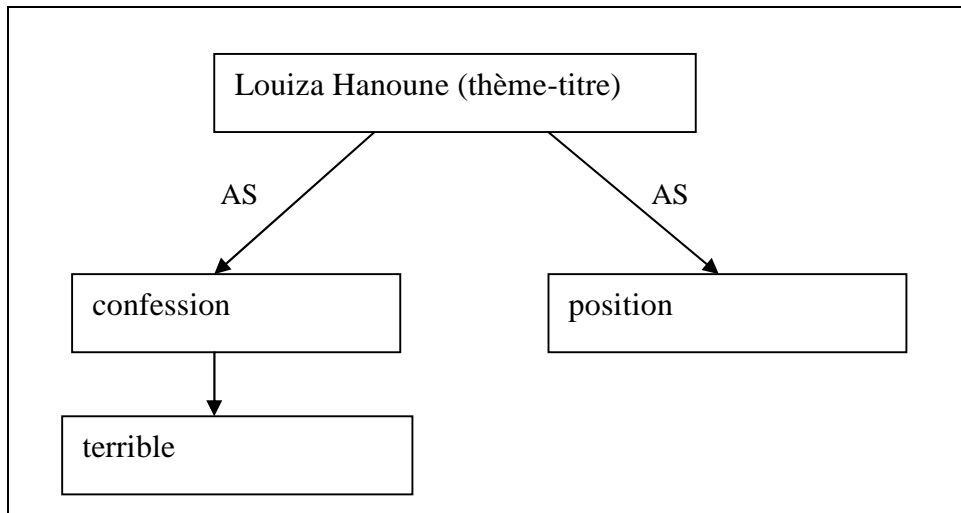 Louiza Hanoune (thème-titre)
AS
AS
confession
position
terrible